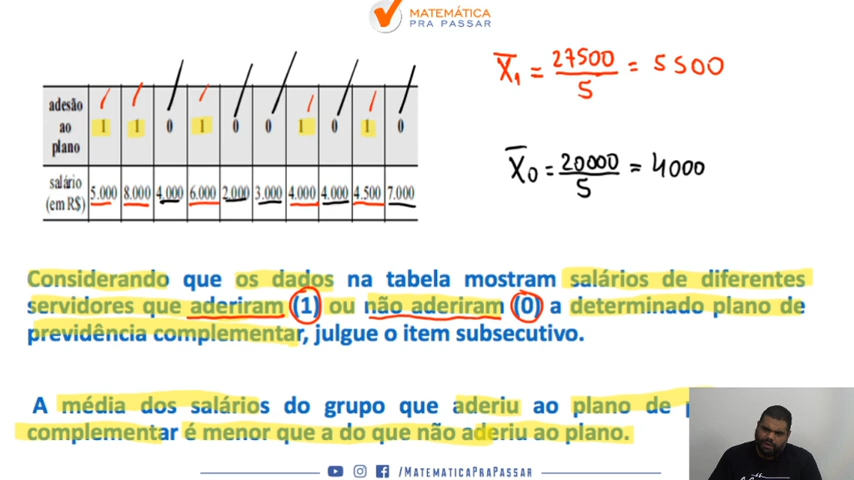 MATEMÁTICA
PRA PASSAR
adesão ao plano 1 1 0 1 0 0 1 0 1 0
salário (em R$) 5.000 8.000 4.000 6.000 2.000 3.000 4.000 4.000 4.500 7.000
X̅₁ = 27500/5 = 5500
X̅₀ = 20000/5 = 4000
Considerando que os dados na tabela mostram salários de diferentes
servidores que aderiram (1) ou não aderiram (0) a determinado plano de
previdência complementar, julgue o item subsecutivo.
A média dos salários do grupo que aderiu ao plano de
complementar é menor que a do que não aderiu ao plano.
/MATEMATICAPRAPASSAR